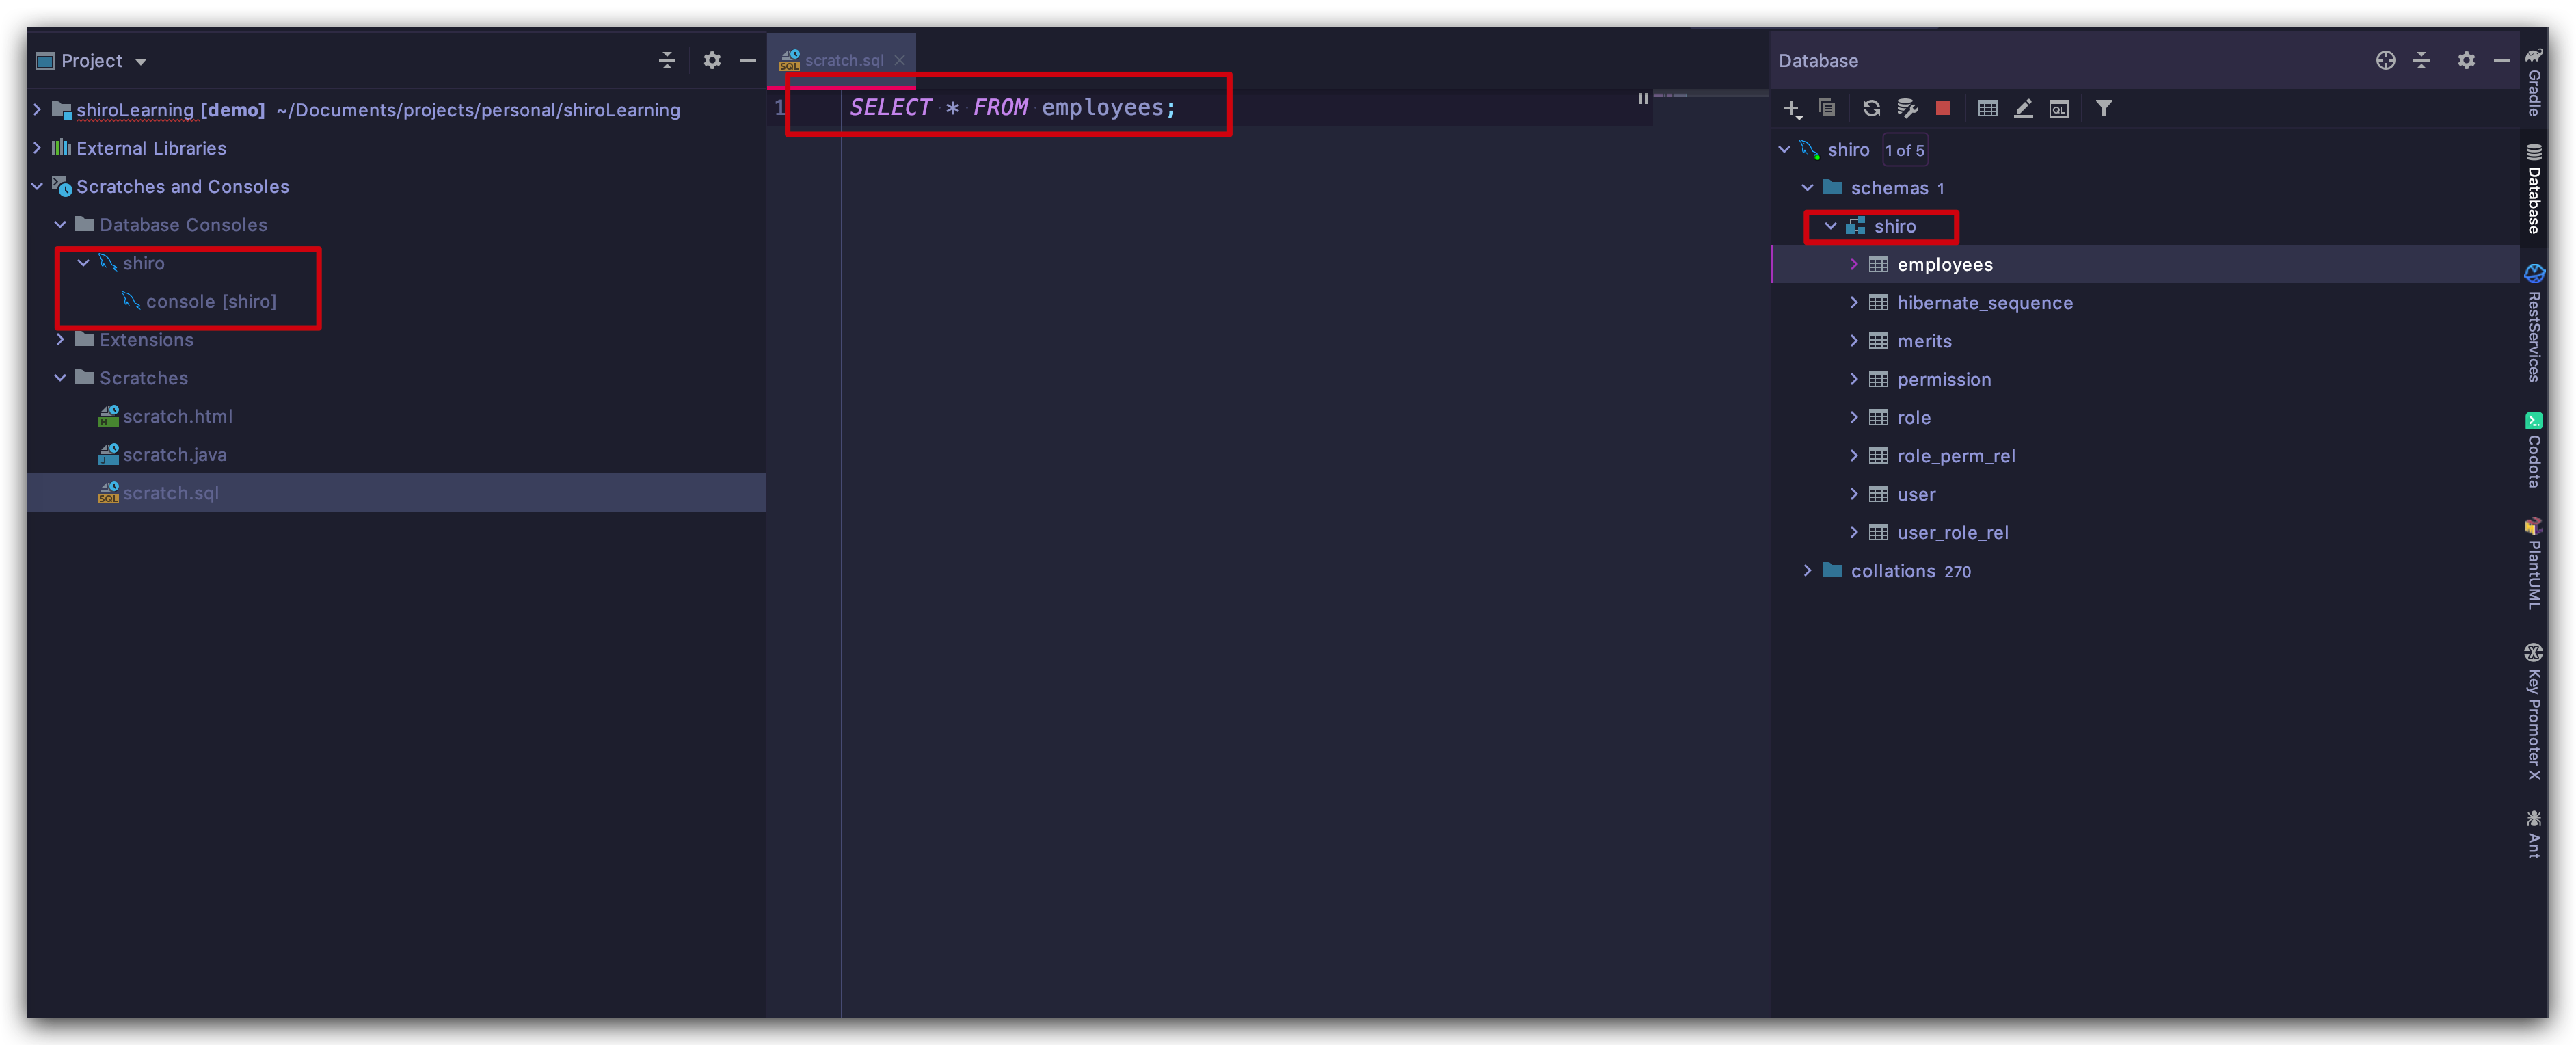 Project
shiroLearning [demo] ~/Documents/projects/personal/shiroLearning
External Libraries
Scratches and Consoles
Database Consoles
shiro
console [shiro]
Extensions
Scratches
scratch.html
scratch.java
scratch.sql
scratch.sql
1 SELECT * FROM employees;
Database
shiro 1 of 5
schemas 1
shiro
employees
hibernate_sequence
merits
permission
role
role_perm_rel
user
user_role_rel
collations 270
Gradle
Database
RestServices
Codota
PlantUML
Key Promoter X
Ant